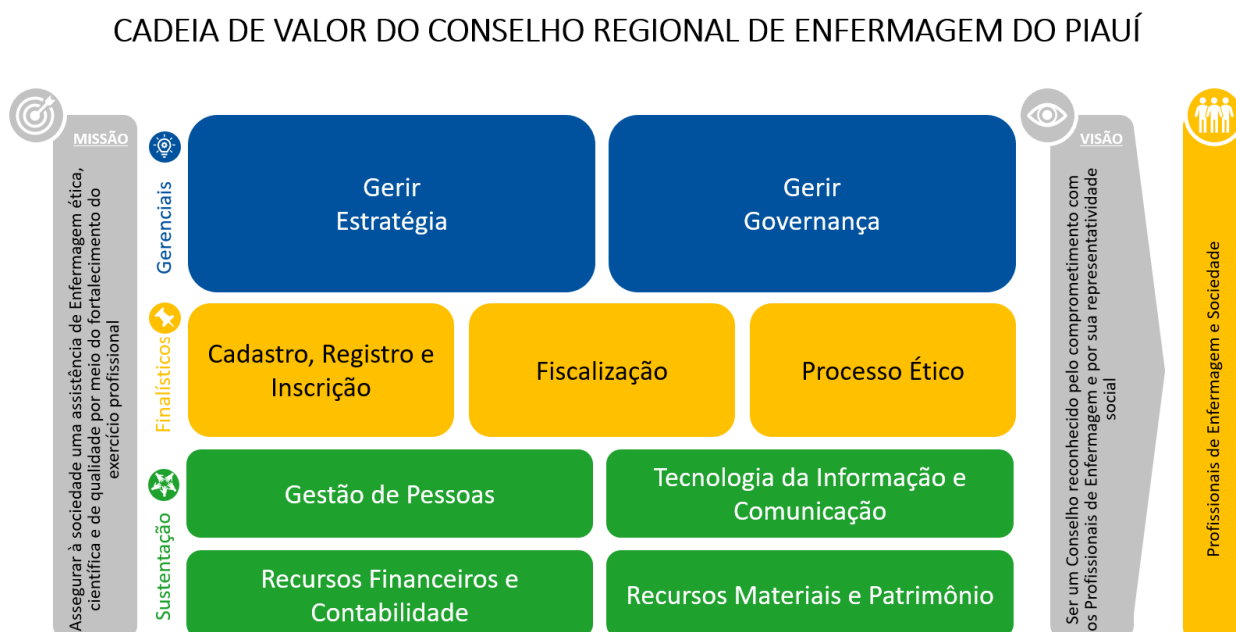 CADEIA DE VALOR DO CONSELHO REGIONAL DE ENFERMAGEM DO PIAUÍ
MISSÃO
Assegurar à sociedade uma assistência de Enfermagem ética,
científica e de qualidade por meio do fortalecimento do
exercício profissional
Gerenciais
Gerir
Estratégia
Gerir
Governança
Finalísticos
Cadastro, Registro e
Inscrição
Fiscalização
Processo Ético
Sustentação
Gestão de Pessoas
Tecnologia da Informação e
Comunicação
Recursos Financeiros e
Contabilidade
Recursos Materiais e Patrimônio
VISÃO
Ser um Conselho reconhecido pelo comprometimento com
os Profissionais de Enfermagem e por sua representatividade
social
Profissionais de Enfermagem e Sociedade